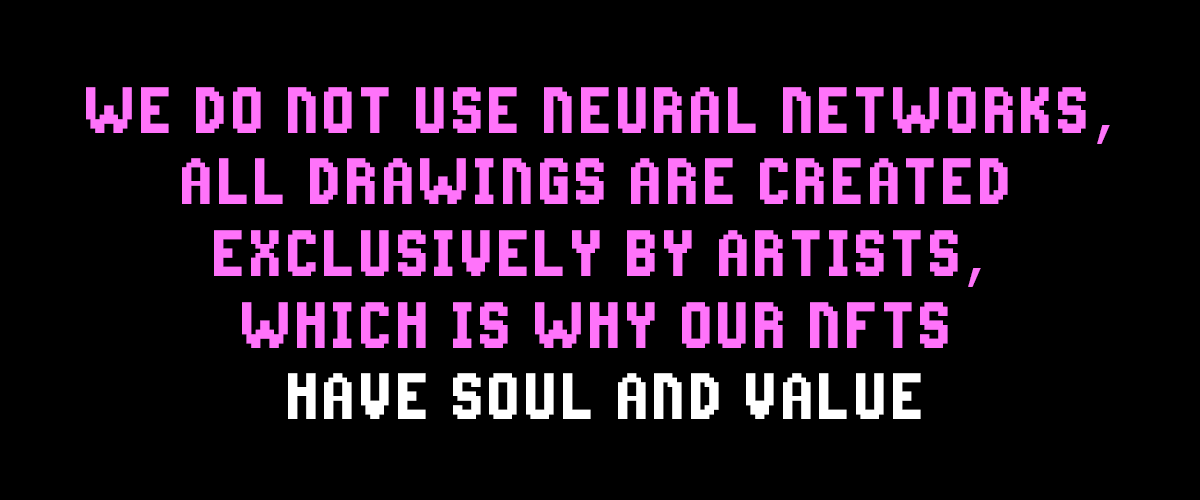 WE DO NOT USE NEURAL NETWORKS,
ALL DRAWINGS ARE CREATED
EXCLUSIVELY BY ARTISTS,
WHICH IS WHY OUR NFTS
HAVE SOUL AND VALUE